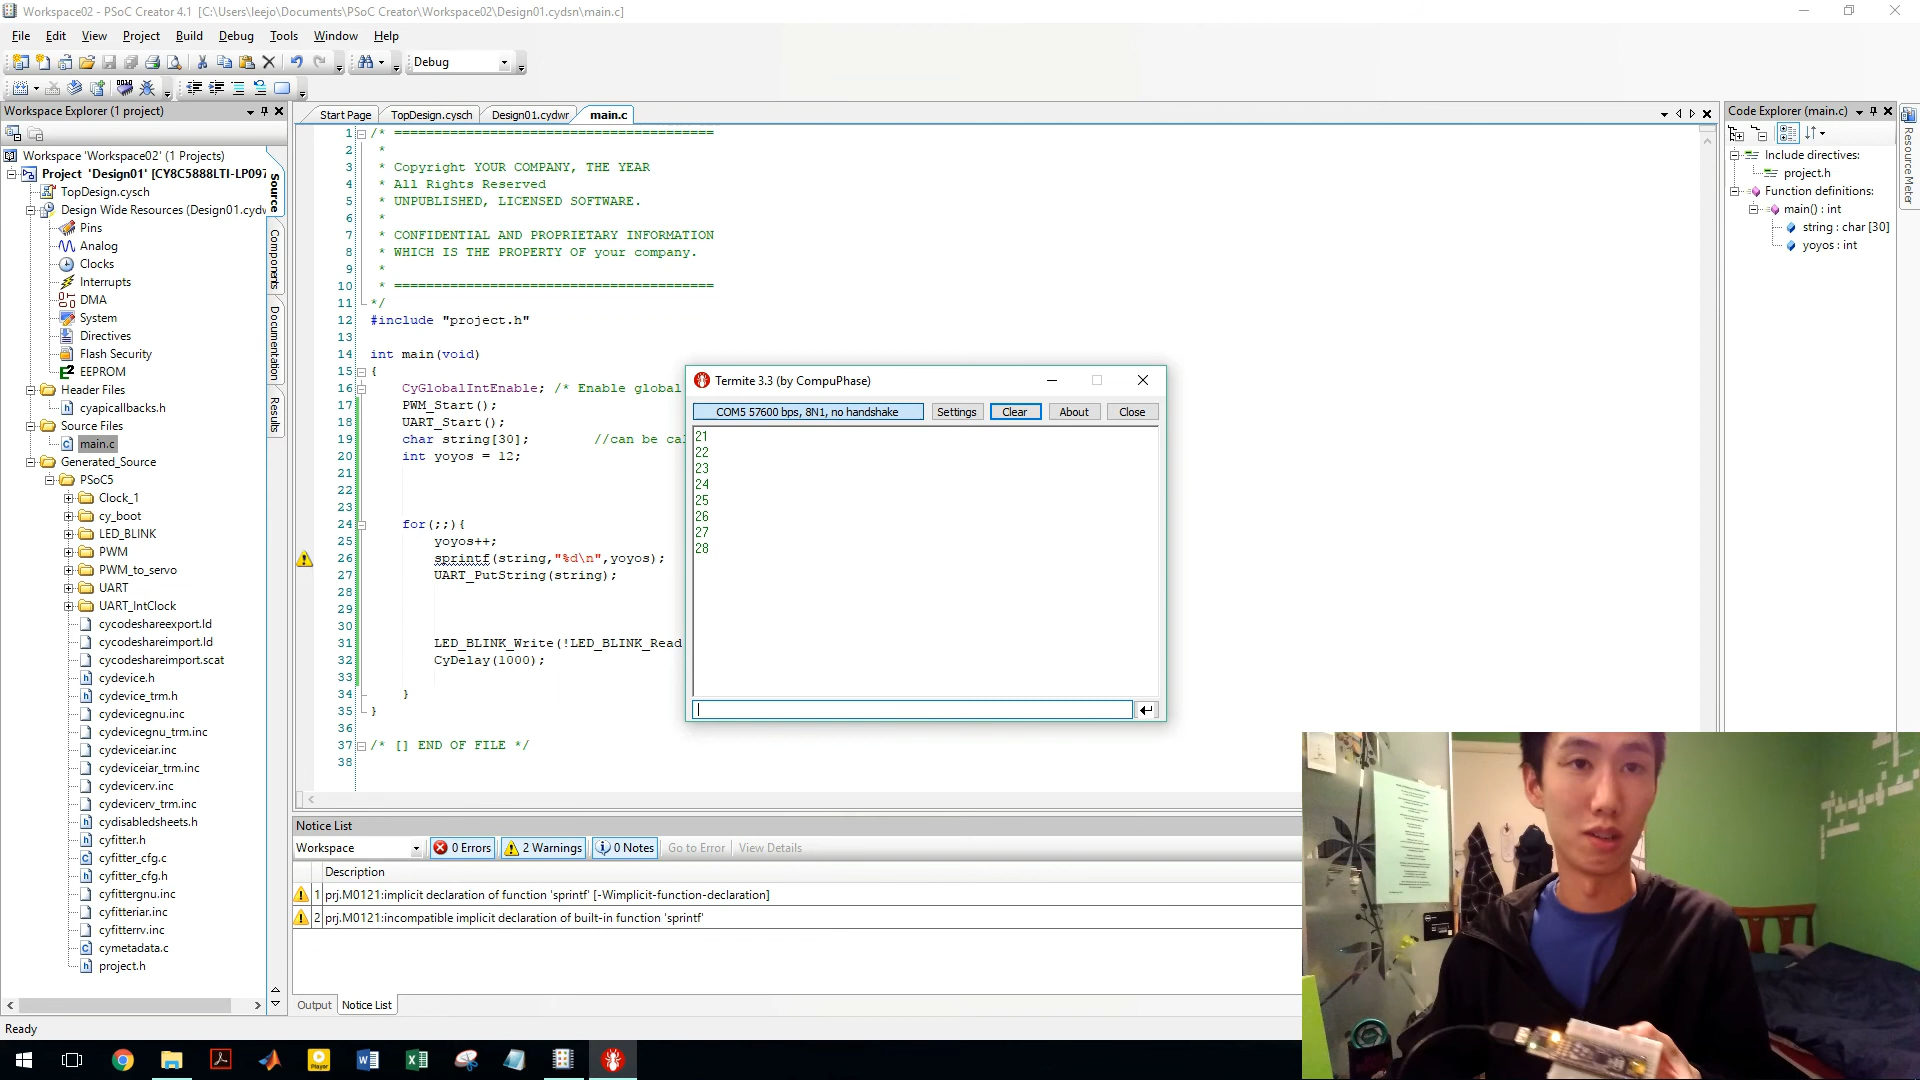 Workspace02 - PSoC Creator 4.1 [C:\Users\leejo\Documents\PSoC Creator\Workspace02\Design01.cydsn\main.c]
File Edit View Project Build Debug Tools Window Help
Debug
Workspace Explorer (1 project)
Workspace 'Workspace02' (1 Projects)
Project 'Design01' [CY8C5888LTI-LP097
TopDesign.cysch
Design Wide Resources (Design01.cydw
Pins
Analog
Clocks
Interrupts
DMA
System
Directives
Flash Security
EEPROM
Header Files
cyapicallbacks.h
Source Files
main.c
Generated_Source
PSoC5
Clock_1
cy_boot
LED_BLINK
PWM
PWM_to_servo
UART
UART_IntClock
cycodeshareexport.ld
cycodeshareimport.ld
cycodeshareimport.scat
cydevice.h
cydevice_trm.h
cydevicegnu.inc
cydevicegnu_trm.inc
cydeviceiar.inc
cydeviceiar_trm.inc
cydevicerv.inc
cydevicerv_trm.inc
cydisabledsheets.h
cyfitter.h
cyfitter_cfg.c
cyfitter_cfg.h
cyfittergnu.inc
cyfitteriar.inc
cyfitterrv.inc
cymetadata.c
project.h
Source
Components
Documentation
Results
Start Page TopDesign.cysch Design01.cydwr main.c
1 /* ========================================
2 *
3 * Copyright YOUR COMPANY, THE YEAR
4 * All Rights Reserved
5 * UNPUBLISHED, LICENSED SOFTWARE.
6 *
7 * CONFIDENTIAL AND PROPRIETARY INFORMATION
8 * WHICH IS THE PROPERTY OF your company.
9 *
10 * ========================================
11 */
12 #include "project.h"
13
14 int main(void)
15 {
16 CyGlobalIntEnable; /* Enable global
17 PWM_Start();
18 UART_Start();
19 char string[30]; //can be ca
20 int yoyos = 12;
21
22
23
24 for(;;){
25 yoyos++;
26 sprintf(string,"%d\n",yoyos);
27 UART_PutString(string);
28
29
30
31 LED_BLINK_Write(!LED_BLINK_Read
32 CyDelay(1000);
33
34 }
35 }
36
37 /* [] END OF FILE */
38
Termite 3.3 (by CompuPhase)
COM5 57600 bps, 8N1, no handshake Settings Clear About Close
21
22
23
24
25
26
27
28
Code Explorer (main.c)
Include directives:
project.h
Function definitions:
main() : int
string : char [30]
yoyos : int
Resource Meter
Notice List
Workspace 0 Errors 2 Warnings 0 Notes Go to Error View Details
Description
1 prj.M0121:implicit declaration of function 'sprintf' [-Wimplicit-function-declaration]
2 prj.M0121:incompatible implicit declaration of built-in function 'sprintf'
Output Notice List
Ready